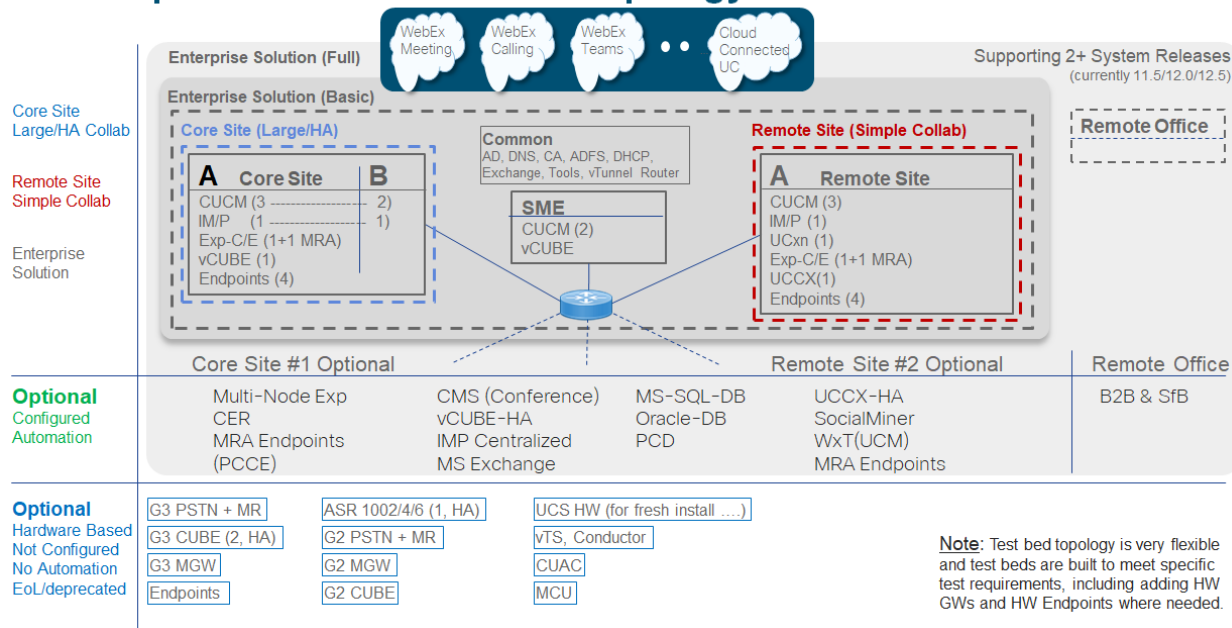 WebEx
Meeting
WebEx
Calling
WebEx
Teams
Cloud
Connected
UC
Enterprise Solution (Full)
Supporting 2+ System Releases
(currently 11.5/12.0/12.5)
Enterprise Solution (Basic)
Core Site
Large/HA Collab
Remote Site
Simple Collab
Enterprise
Solution
Core Site (Large/HA)
A Core Site B
CUCM (3 ------------------- 2)
IM/P (1 ------------------- 1)
Exp-C/E (1+1 MRA)
vCUBE (1)
Endpoints (4)
Common
AD, DNS, CA, ADFS, DHCP,
Exchange, Tools, vTunnel Router
SME
CUCM (2)
vCUBE
Remote Site (Simple Collab)
A Remote Site
CUCM (3)
IM/P (1)
UCxn (1)
Exp-C/E (1+1 MRA)
UCCX(1)
Endpoints (4)
Remote Office
Core Site #1 Optional
Remote Site #2 Optional
Remote Office
Optional
Configured
Automation
Multi-Node Exp
CER
MRA Endpoints
(PCCE)
CMS (Conference)
vCUBE-HA
IMP Centralized
MS Exchange
MS-SQL-DB
Oracle-DB
PCD
UCCX-HA
SocialMiner
WxT(UCM)
MRA Endpoints
B2B & SfB
Optional
Hardware Based
Not Configured
No Automation
EoL/deprecated
G3 PSTN + MR
G3 CUBE (2, HA)
G3 MGW
Endpoints
ASR 1002/4/6 (1, HA)
G2 PSTN + MR
G2 MGW
G2 CUBE
UCS HW (for fresh install ....)
vTS, Conductor
CUAC
MCU
Note: Test bed topology is very flexible
and test beds are built to meet specific
test requirements, including adding HW
GWs and HW Endpoints where needed.